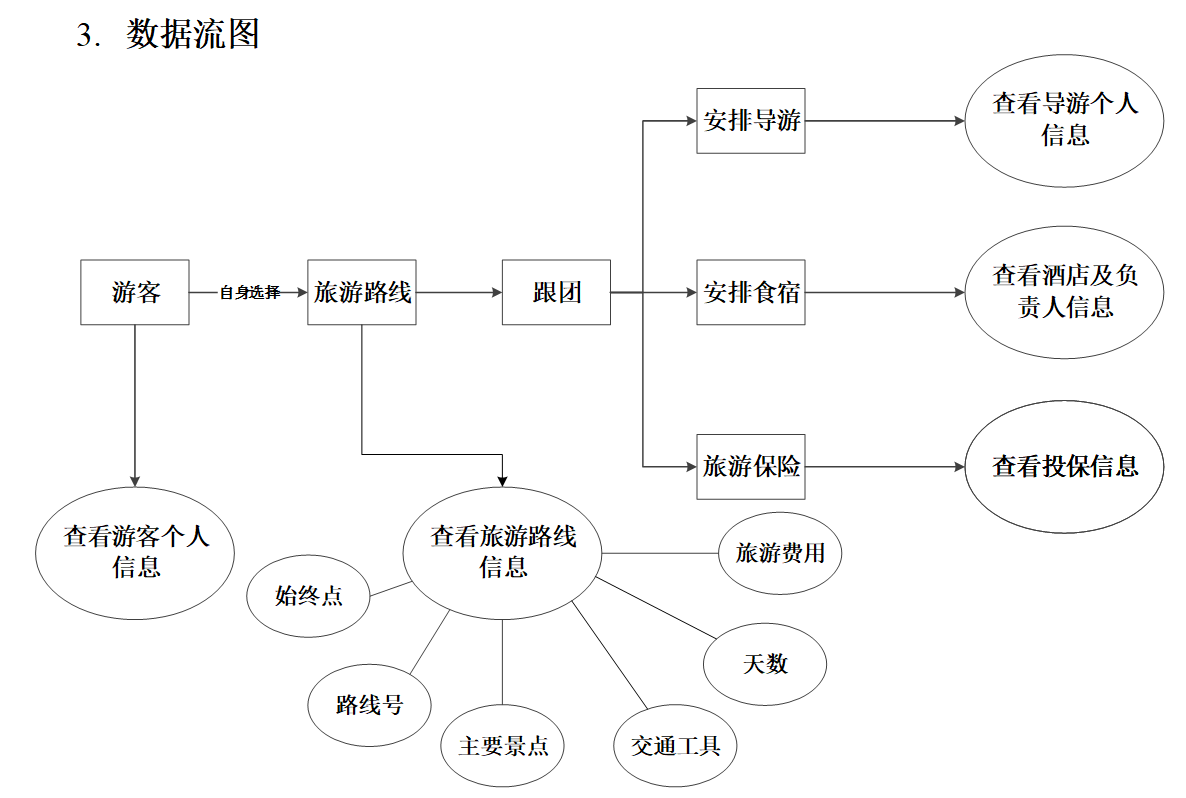 3. 数据流图
安排导游
查看导游个人
信息
游客
自身选择
旅游路线
跟团
安排食宿
查看酒店及负
责人信息
旅游保险
查看投保信息
查看游客个人
信息
查看旅游路线
信息
旅游费用
始终点
天数
路线号
主要景点
交通工具